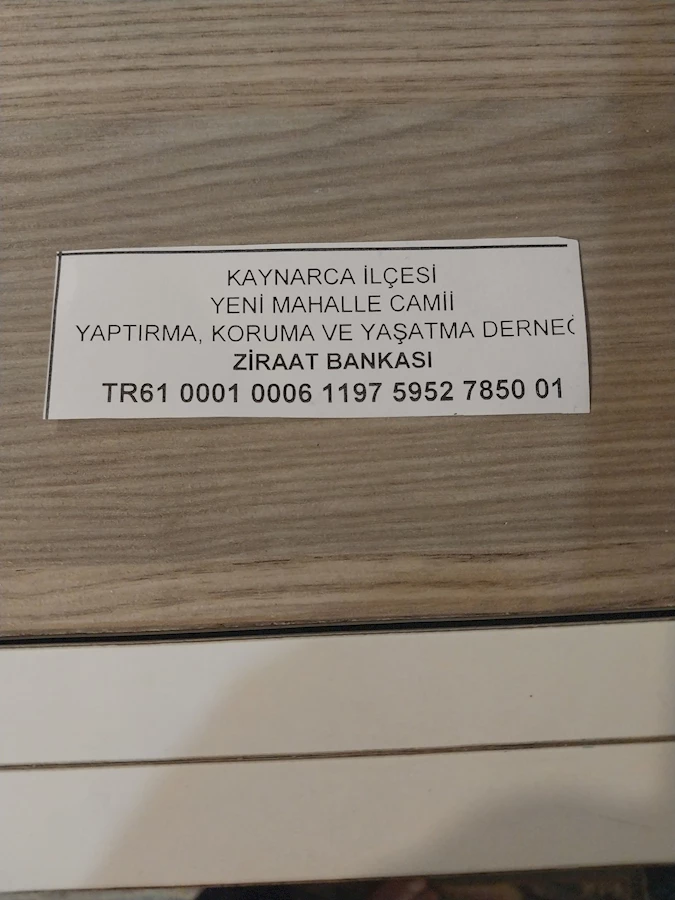 KAYNARCA İLÇESİ
YENİ MAHALLE CAMİİ
YAPTIRMA, KORUMA VE YAŞATMA DERNEĞ
ZİRAAT BANKASI
TR61 0001 0006 1197 5952 7850 01